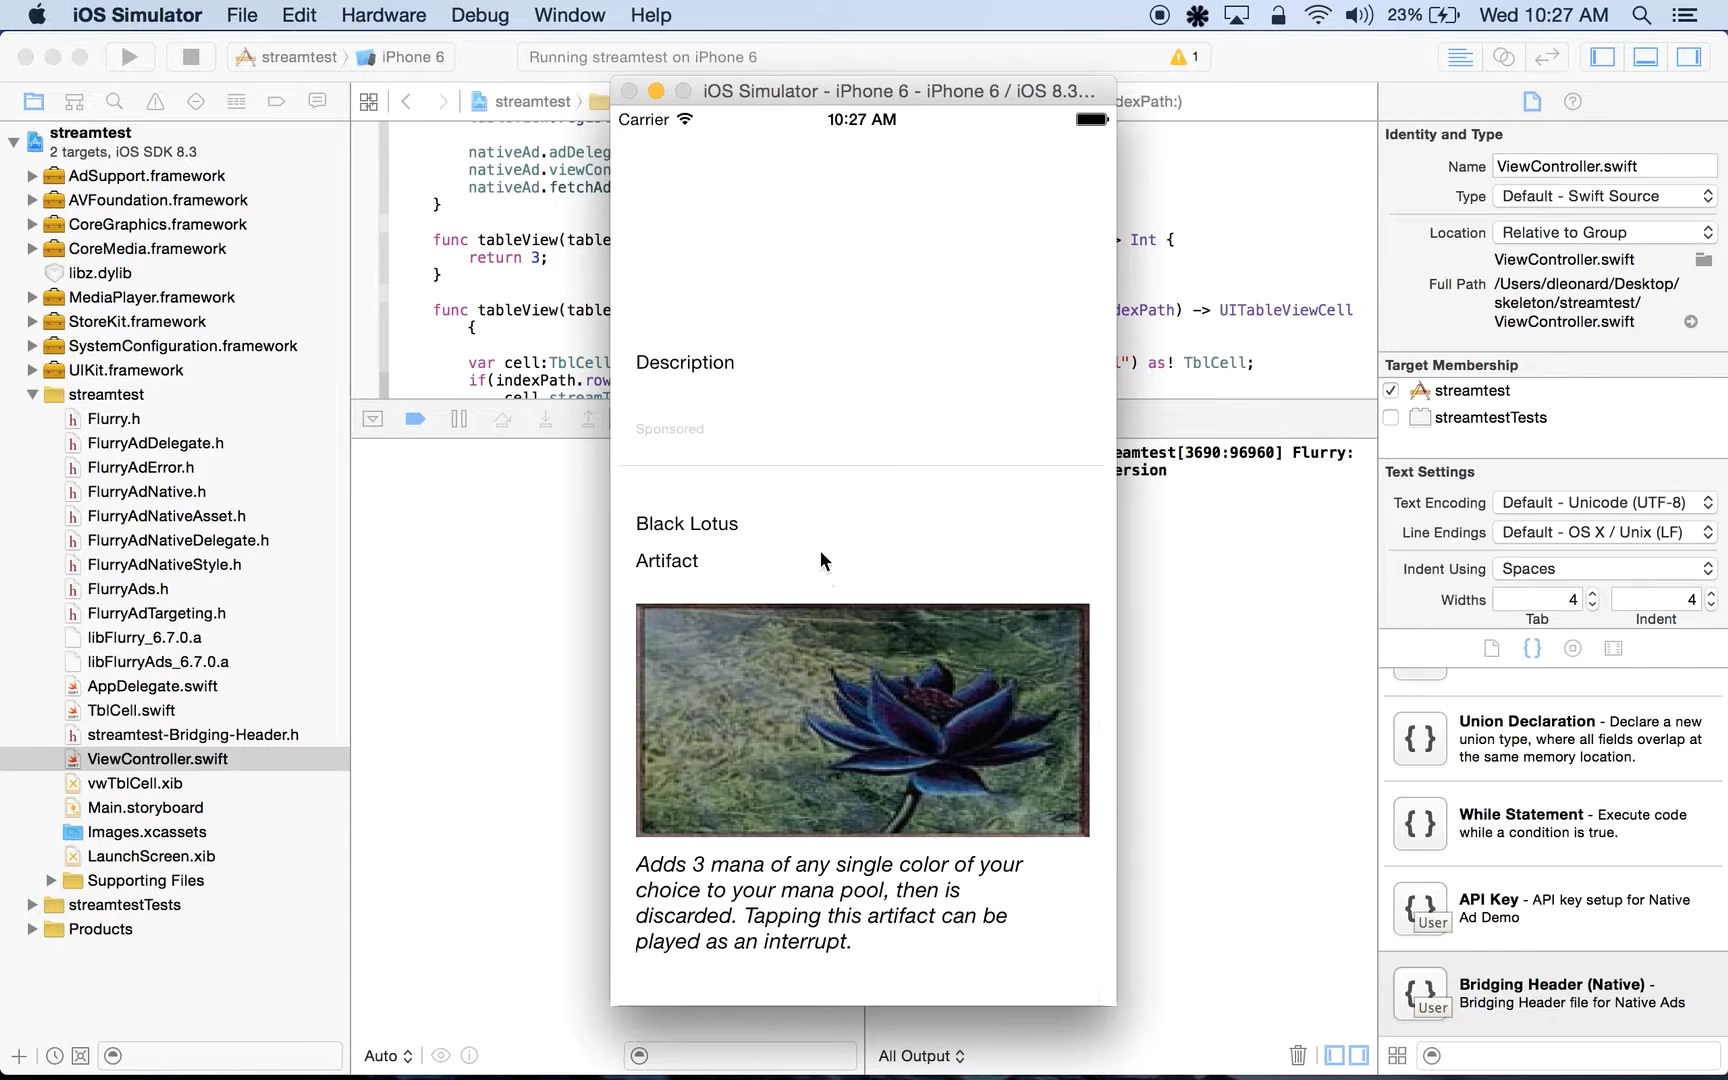 iOS Simulator File Edit Hardware Debug Window Help 23% Wed 10:27 AM
streamtest iPhone 6 Running streamtest on iPhone 6 1
streamtest
2 targets, iOS SDK 8.3
AdSupport.framework
AVFoundation.framework
CoreGraphics.framework
CoreMedia.framework
libz.dylib
MediaPlayer.framework
StoreKit.framework
SystemConfiguration.framework
UIKit.framework
streamtest
Flurry.h
FlurryAdDelegate.h
FlurryAdError.h
FlurryAdNative.h
FlurryAdNativeAsset.h
FlurryAdNativeDelegate.h
FlurryAdNativeStyle.h
FlurryAds.h
FlurryAdTargeting.h
libFlurry_6.7.0.a
libFlurryAds_6.7.0.a
AppDelegate.swift
TblCell.swift
streamtest-Bridging-Header.h
ViewController.swift
vwTblCell.xib
Main.storyboard
Images.xcassets
LaunchScreen.xib
Supporting Files
streamtestTests
Products
streamtest dexPath:)
nativeAd.adDeleg
nativeAd.viewCon
nativeAd.fetchAd
}
func tableView(table > Int {
return 3;
}
func tableView(table dexPath) -> UITableViewCell
{
var cell:TblCell l") as! TblCell;
if(indexPath.row
eamtest[3690:96960] Flurry:
ersion
Auto
All Output
iOS Simulator - iPhone 6 - iPhone 6 / iOS 8.3...
Carrier 10:27 AM
Description
Sponsored
Black Lotus
Artifact
Adds 3 mana of any single color of your
choice to your mana pool, then is
discarded. Tapping this artifact can be
played as an interrupt.
Identity and Type
Name ViewController.swift
Type Default - Swift Source
Location Relative to Group
ViewController.swift
Full Path /Users/dleonard/Desktop/
skeleton/streamtest/
ViewController.swift
Target Membership
streamtest
streamtestTests
Text Settings
Text Encoding Default - Unicode (UTF-8)
Line Endings Default - OS X / Unix (LF)
Indent Using Spaces
Widths 4 4
Tab Indent
Union Declaration - Declare a new
union type, where all fields overlap at
the same memory location.
While Statement - Execute code
while a condition is true.
API Key - API key setup for Native
Ad Demo
User
Bridging Header (Native) -
Bridging Header file for Native Ads
User